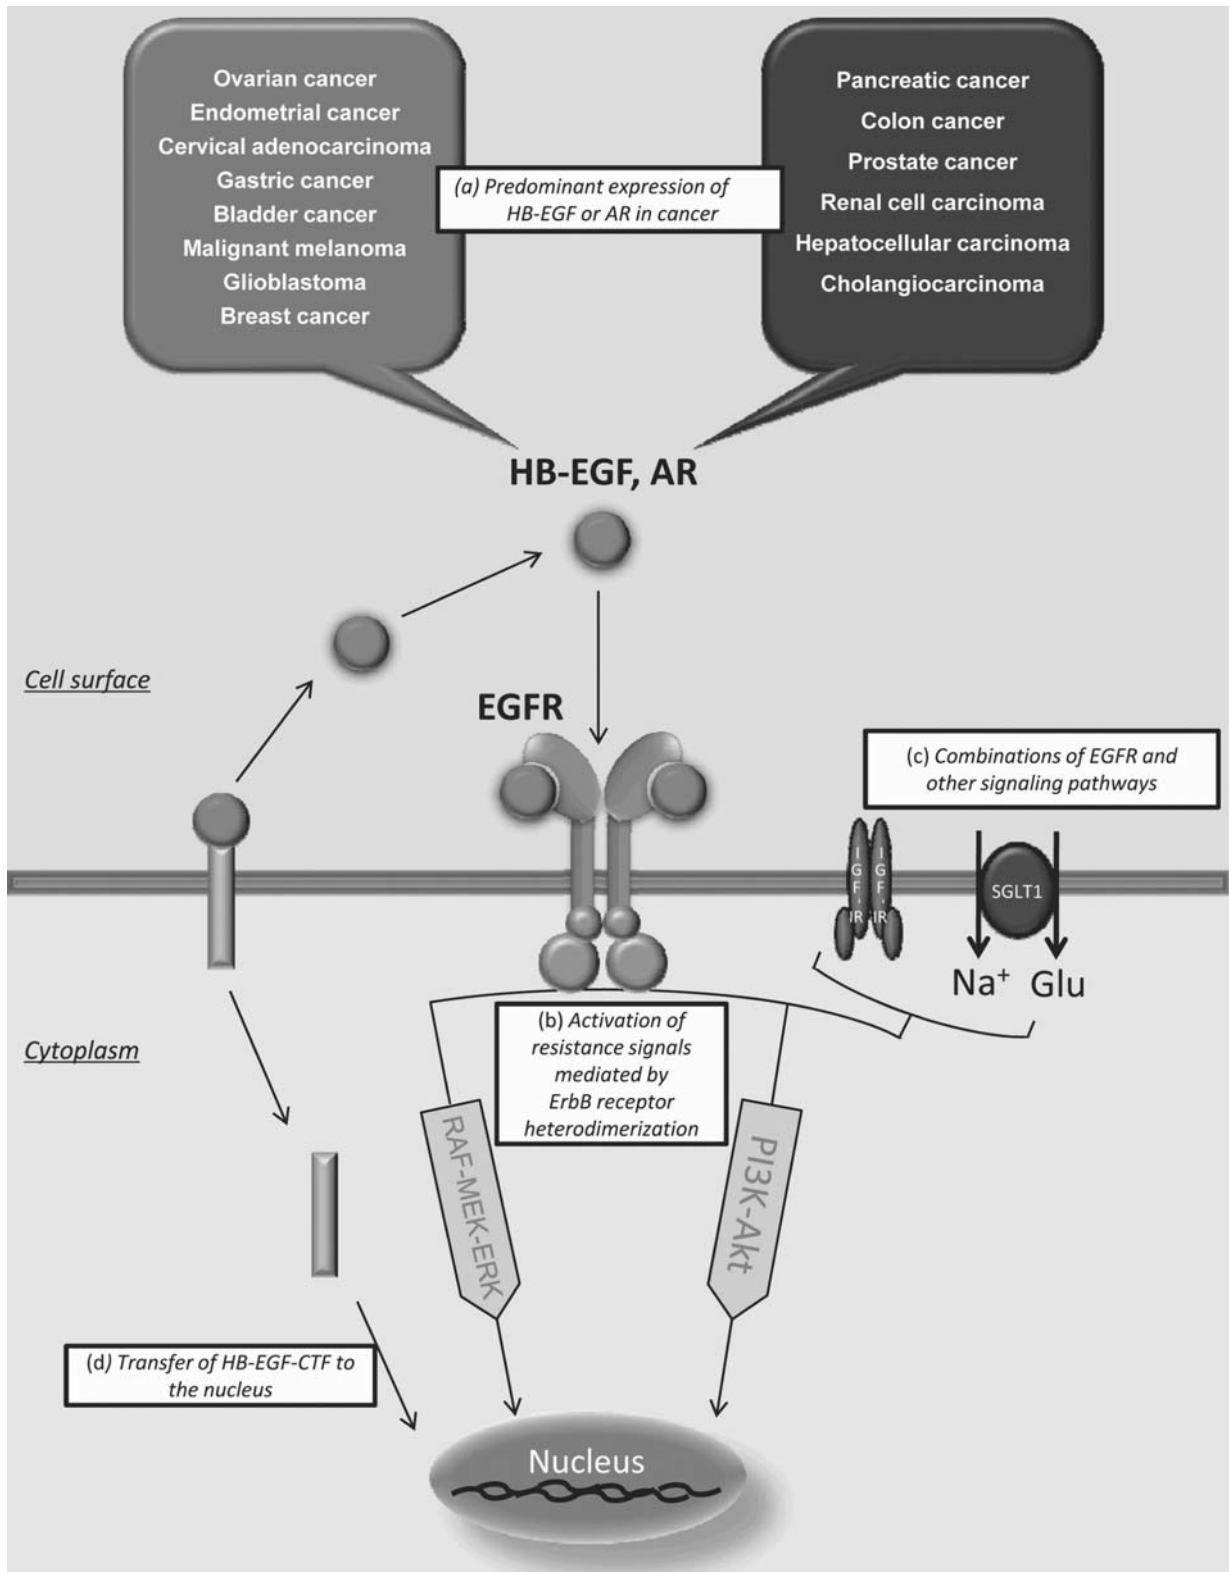 Ovarian cancer
Endometrial cancer
Cervical adenocarcinoma
Gastric cancer
Bladder cancer
Malignant melanoma
Glioblastoma
Breast cancer
Pancreatic cancer
Colon cancer
Prostate cancer
Renal cell carcinoma
Hepatocellular carcinoma
Cholangiocarcinoma
(a) Predominant expression of
HB-EGF or AR in cancer
HB-EGF, AR
Cell surface
EGFR
(c) Combinations of EGFR and
other signaling pathways
IGF-IR
IGF-IR
SGLT1
Na⁺ Glu
Cytoplasm
(b) Activation of
resistance signals
mediated by
ErbB receptor
heterodimerization
RAF-MEK-ERK
PI3K-Akt
(d) Transfer of HB-EGF-CTF to
the nucleus
Nucleus